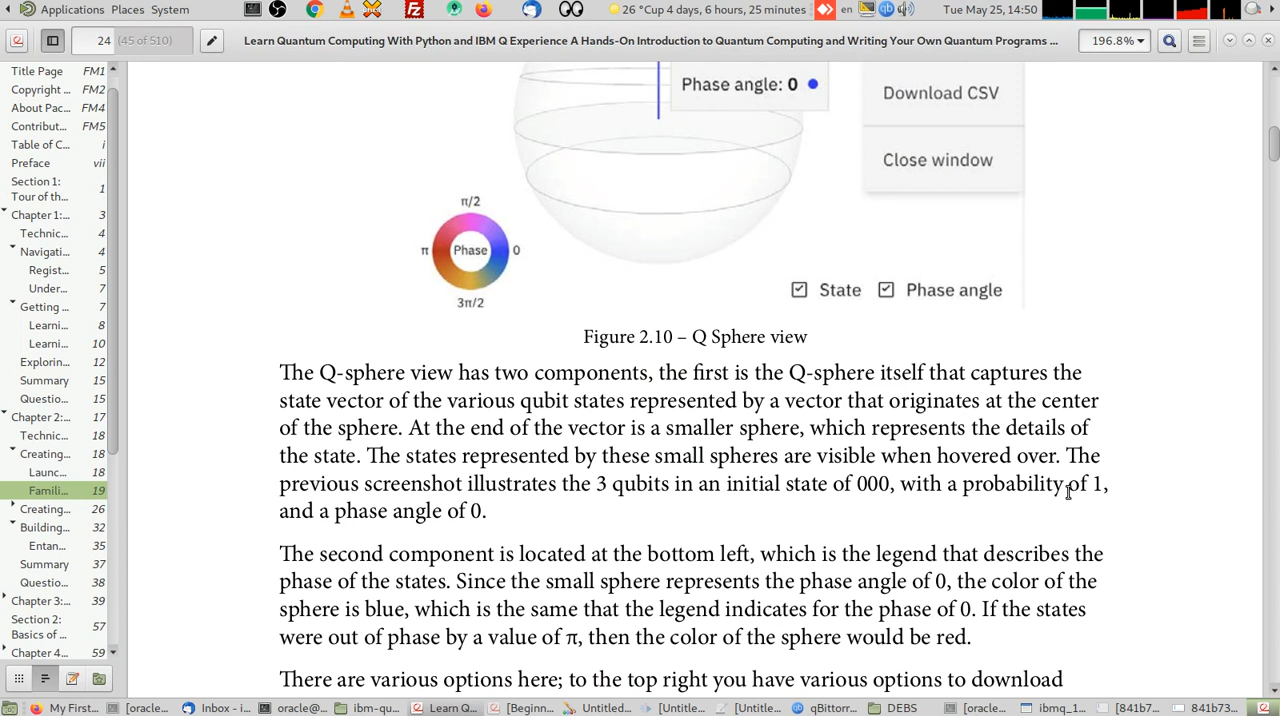 Applications Places System 26 °C up 4 days, 6 hours, 25 minutes en Tue May 25, 14:50
24 (45 of 510) Learn Quantum Computing With Python and IBM Q Experience A Hands-On Introduction to Quantum Computing and Writing Your Own Quantum Programs ... 196.8%
Title Page FM1
Copyright ... FM2
About Pac... FM4
Contribut... FM5
Table of C... i
Preface vii
Section 1:
Tour of th... 1
Chapter 1:... 3
Technic... 4
Navigati... 4
Regist... 5
Under... 7
Getting ... 7
Learni... 8
Learni... 10
Explorin... 12
Summary 15
Questio... 15
Chapter 2:... 17
Technic... 18
Creating... 18
Launc... 18
Famili... 19
Creating... 26
Building... 32
Entan... 35
Summary 37
Questio... 38
Chapter 3:... 39
Section 2:
Basics of ... 57
Chapter 4... 59
Phase angle: 0
Download CSV
Close window
π/2
π Phase 0
3π/2
State Phase angle
Figure 2.10 – Q Sphere view
The Q-sphere view has two components, the first is the Q-sphere itself that captures the
state vector of the various qubit states represented by a vector that originates at the center
of the sphere. At the end of the vector is a smaller sphere, which represents the details of
the state. The states represented by these small spheres are visible when hovered over. The
previous screenshot illustrates the 3 qubits in an initial state of 000, with a probability of 1,
and a phase angle of 0.
The second component is located at the bottom left, which is the legend that describes the
phase of the states. Since the small sphere represents the phase angle of 0, the color of the
sphere is blue, which is the same that the legend indicates for the phase of 0. If the states
were out of phase by a value of π, then the color of the sphere would be red.
There are various options here; to the top right you have various options to download
My First... [oracle... Inbox - i... oracle@... ibm-qu... Learn Q... [Beginn... Untitled... [Untitle... [Untitle... qBittorr... DEBS [oracle... ibmq_1... [841b7... 841b73...